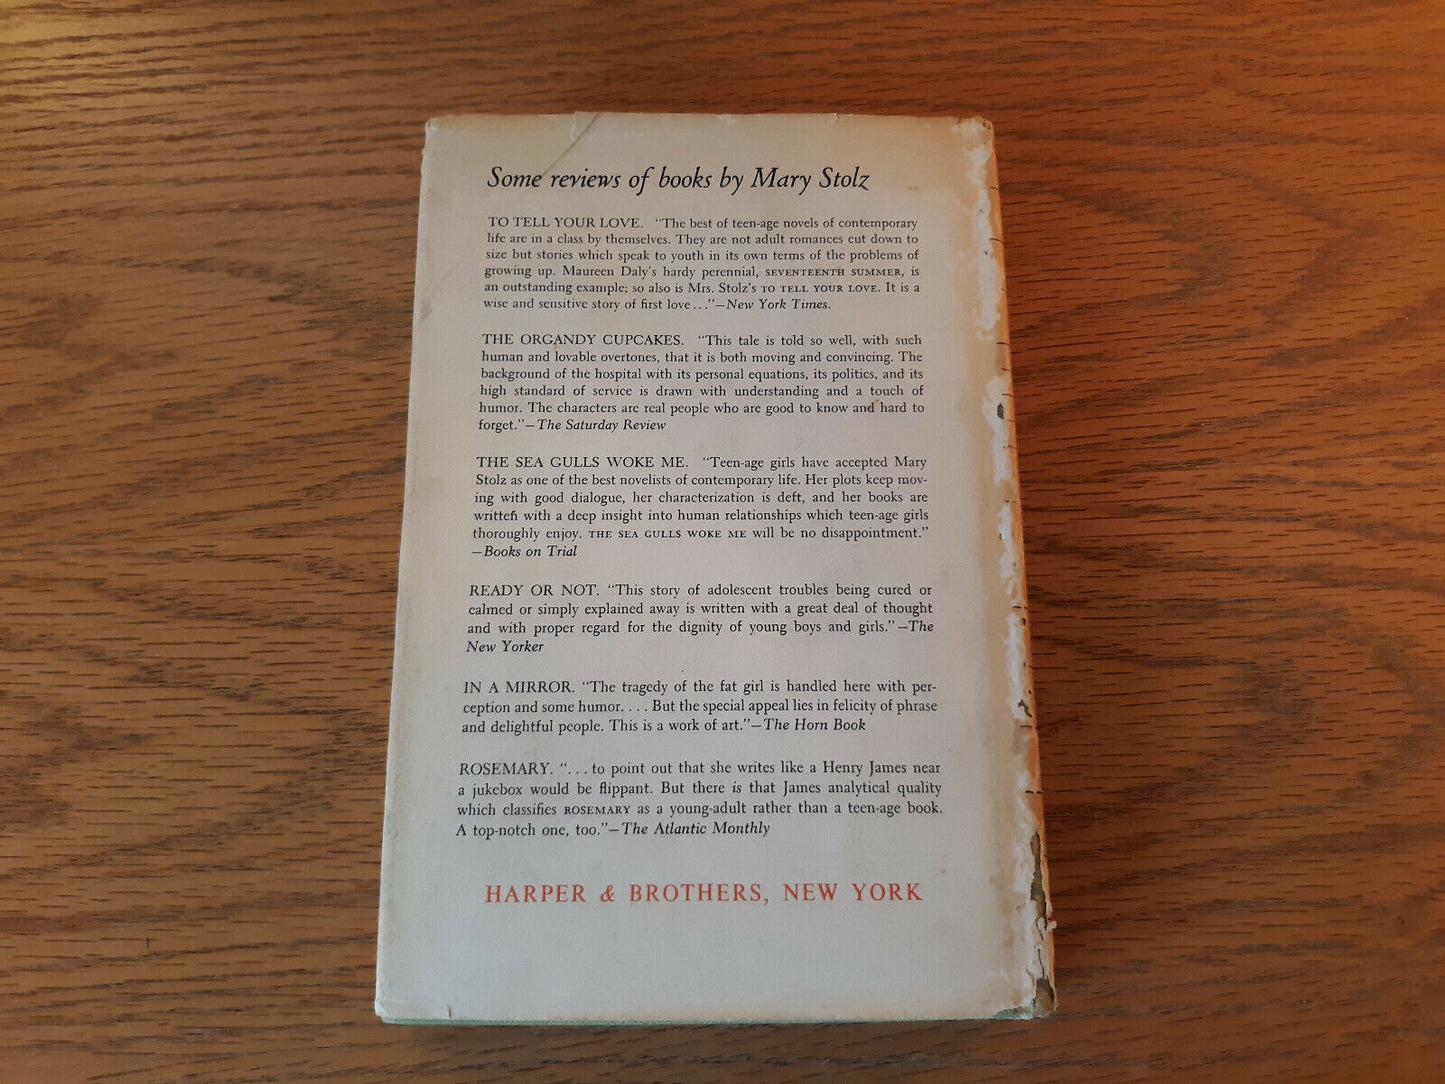 Some reviews of books by Mary Stolz
TO TELL YOUR LOVE. "The best of teen-age novels of contemporary
life are in a class by themselves. They are not adult romances cut down to
size but stories which speak to youth in its own terms of the problems of
growing up. Maureen Daly's hardy perennial, SEVENTEENTH SUMMER, is
an outstanding example; so also is Mrs. Stolz's TO TELL YOUR LOVE. It is a
wise and sensitive story of first love..."—New York Times.
THE ORGANDY CUPCAKES. "This tale is told so well, with such
human and lovable overtones, that it is both moving and convincing. The
background of the hospital with its personal equations, its politics, and its
high standard of service is drawn with understanding and a touch of
humor. The characters are real people who are good to know and hard to
forget."—The Saturday Review
THE SEA GULLS WOKE ME. "Teen-age girls have accepted Mary
Stolz as one of the best novelists of contemporary life. Her plots keep mov-
ing with good dialogue, her characterization is deft, and her books are
written with a deep insight into human relationships which teen-age girls
thoroughly enjoy. THE SEA GULLS WOKE ME will be no disappointment."
—Books on Trial
READY OR NOT. "This story of adolescent troubles being cured or
calmed or simply explained away is written with a great deal of thought
and with proper regard for the dignity of young boys and girls."—The
New Yorker
IN A MIRROR. "The tragedy of the fat girl is handled here with per-
ception and some humor. . . . But the special appeal lies in felicity of phrase
and delightful people. This is a work of art."—The Horn Book
ROSEMARY. ". . . to point out that she writes like a Henry James near
a jukebox would be flippant. But there is that James analytical quality
which classifies ROSEMARY as a young-adult rather than a teen-age book.
A top-notch one, too."—The Atlantic Monthly
HARPER & BROTHERS, NEW YORK